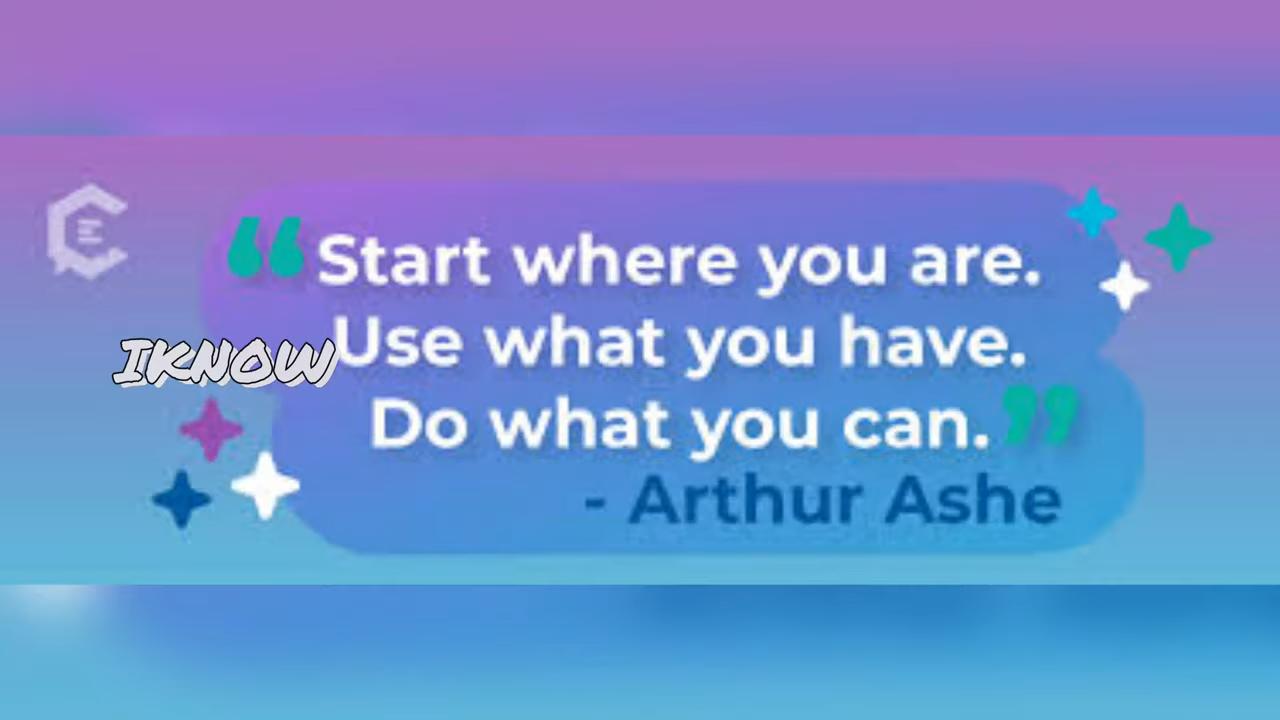 “Start where you are.
IKNOW
Use what you have.
Do what you can.”
- Arthur Ashe